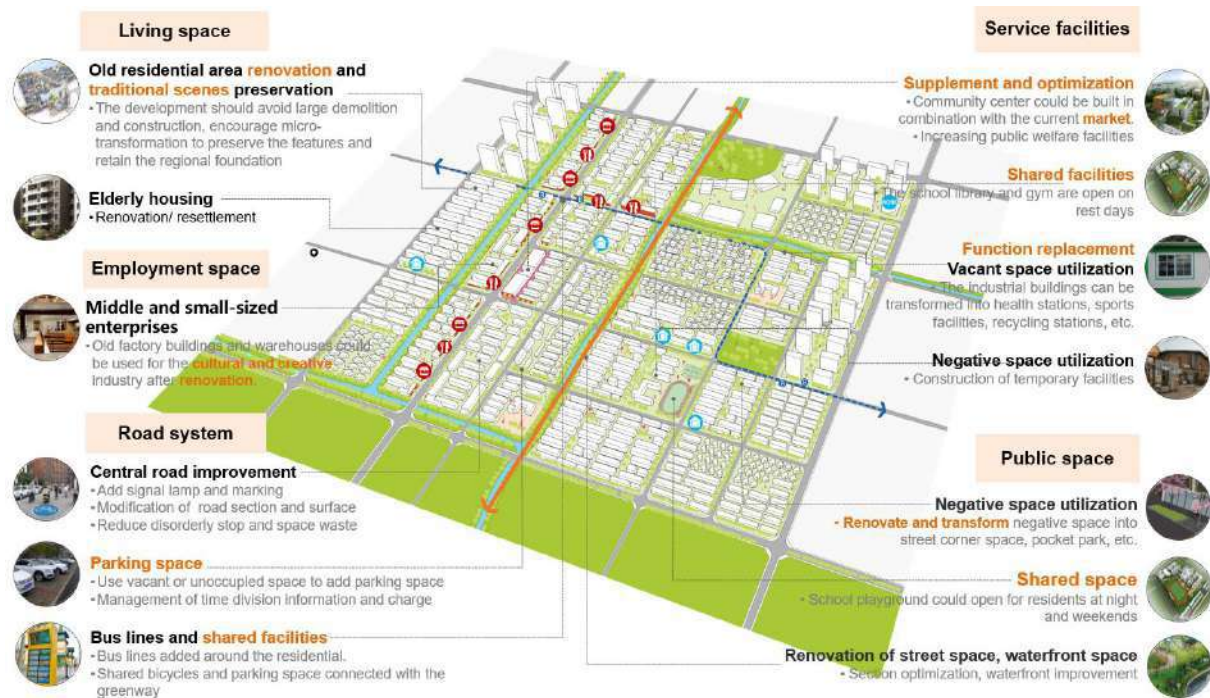 Living space
Old residential area renovation and
traditional scenes preservation
• The development should avoid large demolition
and construction, encourage micro-
transformation to preserve the features and
retain the regional foundation
Elderly housing
• Renovation/ resettlement
Employment space
Middle and small-sized
enterprises
• Old factory buildings and warehouses could
be used for the cultural and creative
industry after renovation.
Road system
Central road improvement
• Add signal lamp and marking
• Modification of road section and surface
• Reduce disorderly stop and space waste
Parking space
• Use vacant or unoccupied space to add parking space
• Management of time division information and charge
Bus lines and shared facilities
• Bus lines added around the residential.
• Shared bicycles and parking space connected with the
greenway
Service facilities
Supplement and optimization
• Community center could be built in
combination with the current market.
• Increasing public welfare facilities
Shared facilities
• The school library and gym are open on
rest days
Function replacement
Vacant space utilization
• The industrial buildings can be
transformed into health stations, sports
facilities, recycling stations, etc.
Negative space utilization
• Construction of temporary facilities
Public space
Negative space utilization
- Renovate and transform negative space into
street corner space, pocket park, etc.
Shared space
• School playground could open for residents at night
and weekends
Renovation of street space, waterfront space
• Section optimization, waterfront improvement